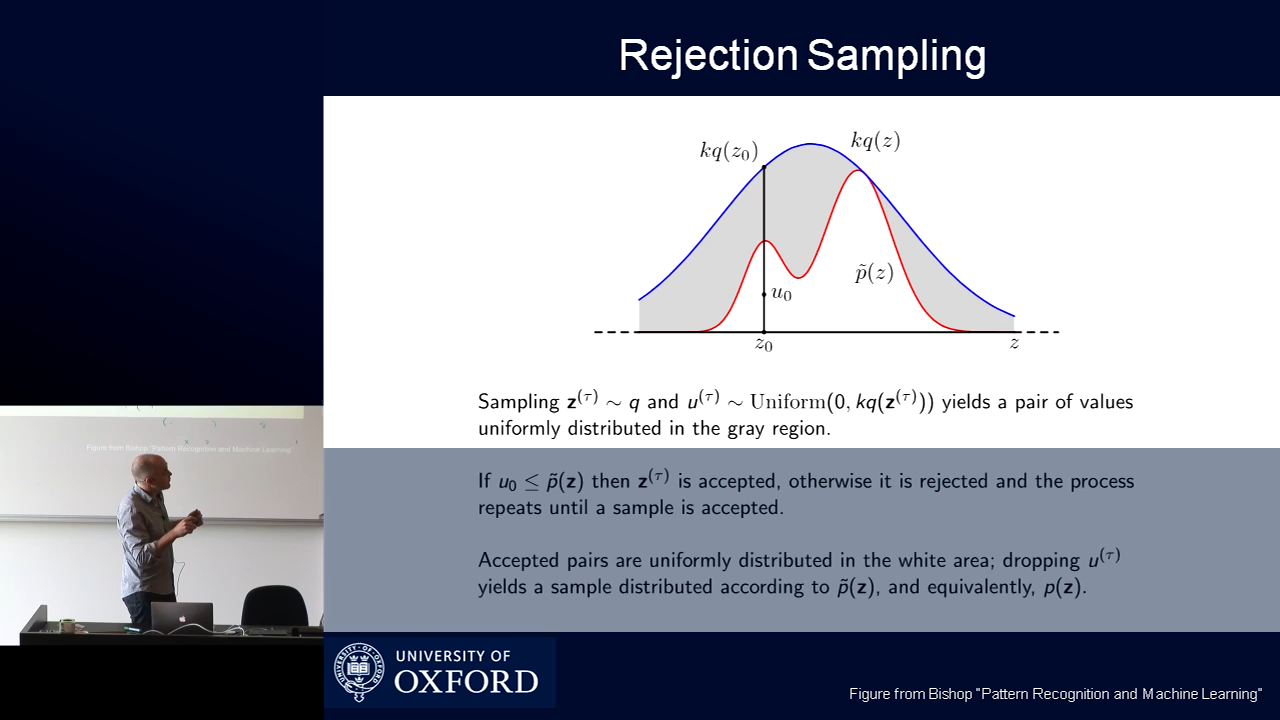 Rejection Sampling
kq(z₀)
kq(z)
p̃(z)
u₀
z₀
z
Sampling z⁽τ⁾ ∼ q and u⁽τ⁾ ∼ Uniform(0, kq(z⁽τ⁾)) yields a pair of values
uniformly distributed in the gray region.
If u₀ ≤ p̃(z) then z⁽τ⁾ is accepted, otherwise it is rejected and the process
repeats until a sample is accepted.
Accepted pairs are uniformly distributed in the white area; dropping u⁽τ⁾
yields a sample distributed according to p̃(z), and equivalently, p(z).
Figure from Bishop "Pattern Recognition and Machine Learning"
UNIVERSITY OF
OXFORD
Figure from Bishop "Pattern Recognition and Machine Learning"